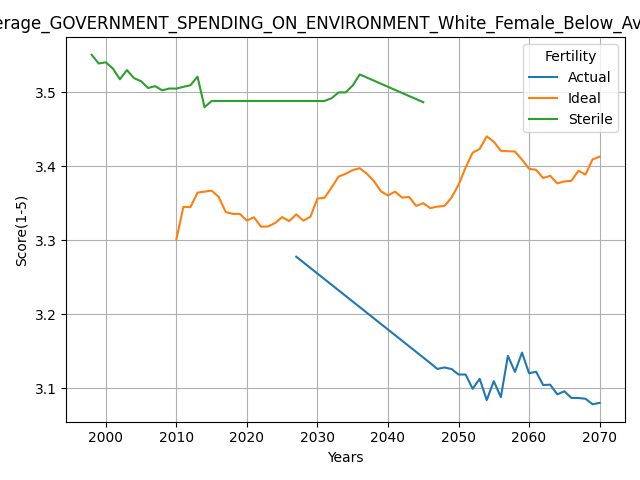 erage_GOVERNMENT_SPENDING_ON_ENVIRONMENT_White_Female_Below_Av
Fertility
Actual
Ideal
Sterile
Score(1-5)
3.5
3.4
3.3
3.2
3.1
2000 2010 2020 2030 2040 2050 2060 2070
Years